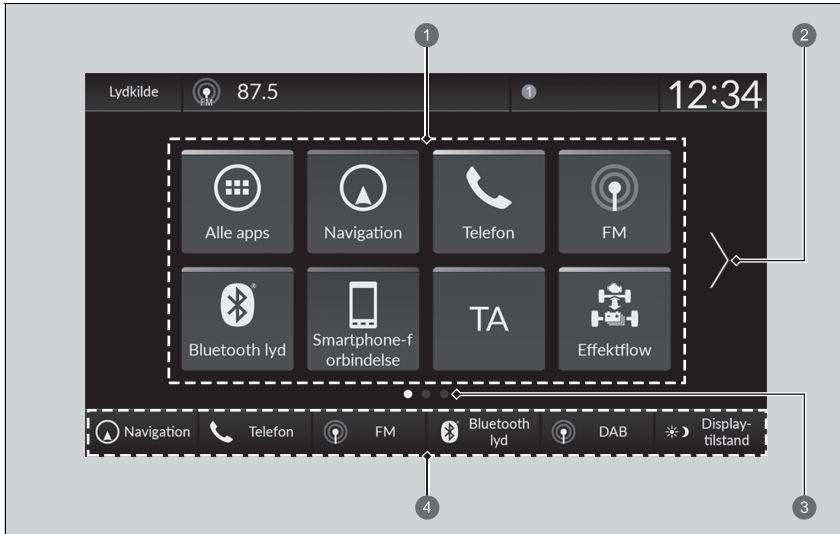 1
2
Lydkilde
FM
87.5
1
12:34
Alle apps
Navigation
Telefon
FM
Bluetooth lyd
Smartphone-f
orbindelse
TA
Effektflow
Navigation
Telefon
FM
Bluetooth
lyd
DAB
Display-
tilstand
4
3